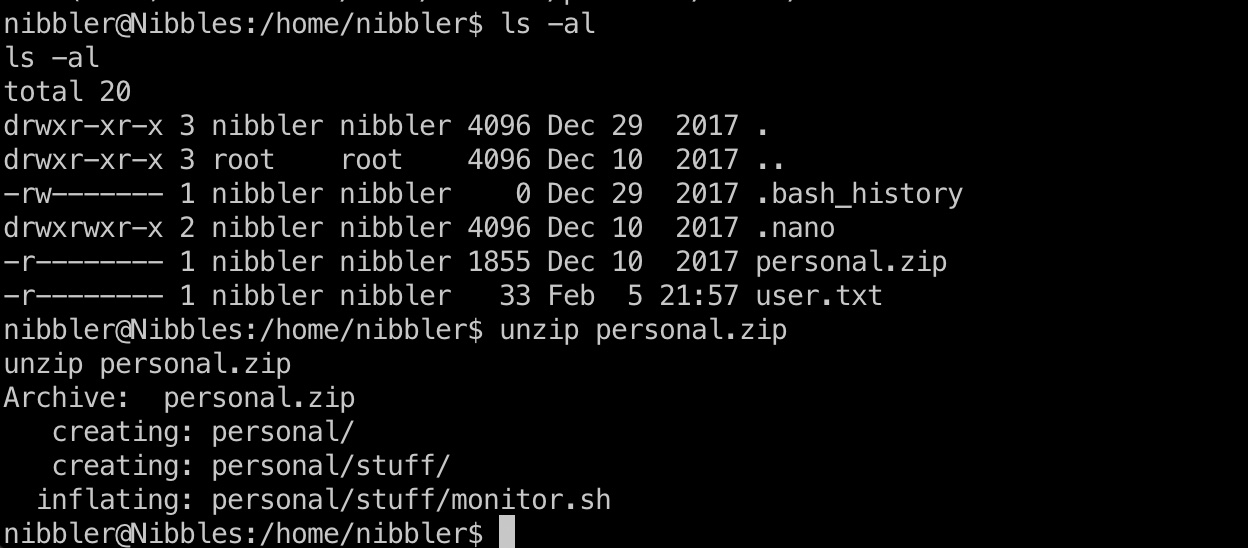 nibbler@Nibbles:/home/nibbler$ ls -al
ls -al
total 20
drwxr-xr-x 3 nibbler nibbler 4096 Dec 29  2017 .
drwxr-xr-x 3 root    root    4096 Dec 10  2017 ..
-rw------- 1 nibbler nibbler    0 Dec 29  2017 .bash_history
drwxrwxr-x 2 nibbler nibbler 4096 Dec 10  2017 .nano
-r-------- 1 nibbler nibbler 1855 Dec 10  2017 personal.zip
-r-------- 1 nibbler nibbler   33 Feb  5 21:57 user.txt
nibbler@Nibbles:/home/nibbler$ unzip personal.zip
unzip personal.zip
Archive:  personal.zip
   creating: personal/
   creating: personal/stuff/
  inflating: personal/stuff/monitor.sh
nibbler@Nibbles:/home/nibbler$